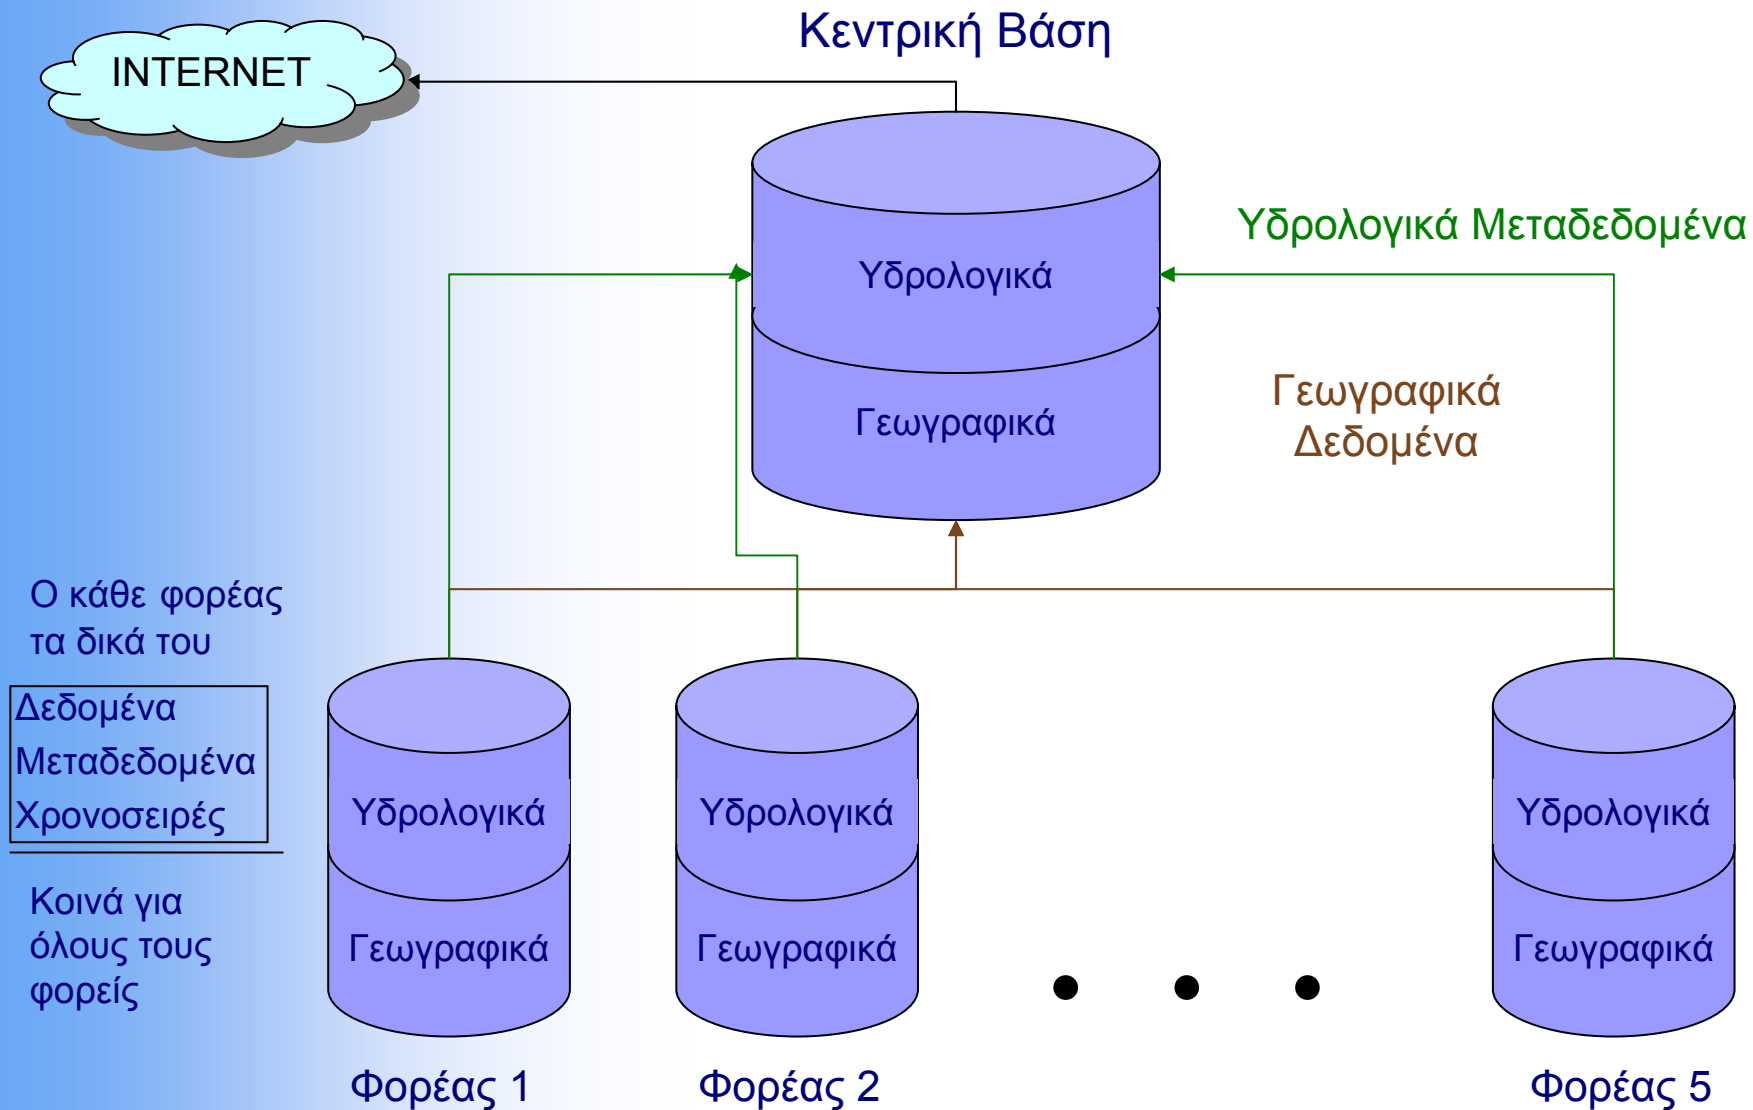 Κεντρική Βάση
INTERNET
Υδρολογικά Μεταδεδομένα
Υδρολογικά
Γεωγραφικά
Γεωγραφικά
Δεδομένα
Ο κάθε φορέας
τα δικά του
Δεδομένα
Μεταδεδομένα
Χρονοσειρές
Κοινά για
όλους τους
φορείς
Υδρολογικά
Γεωγραφικά
Φορέας 1
Υδρολογικά
Γεωγραφικά
Φορέας 2
Υδρολογικά
Γεωγραφικά
Φορέας 5